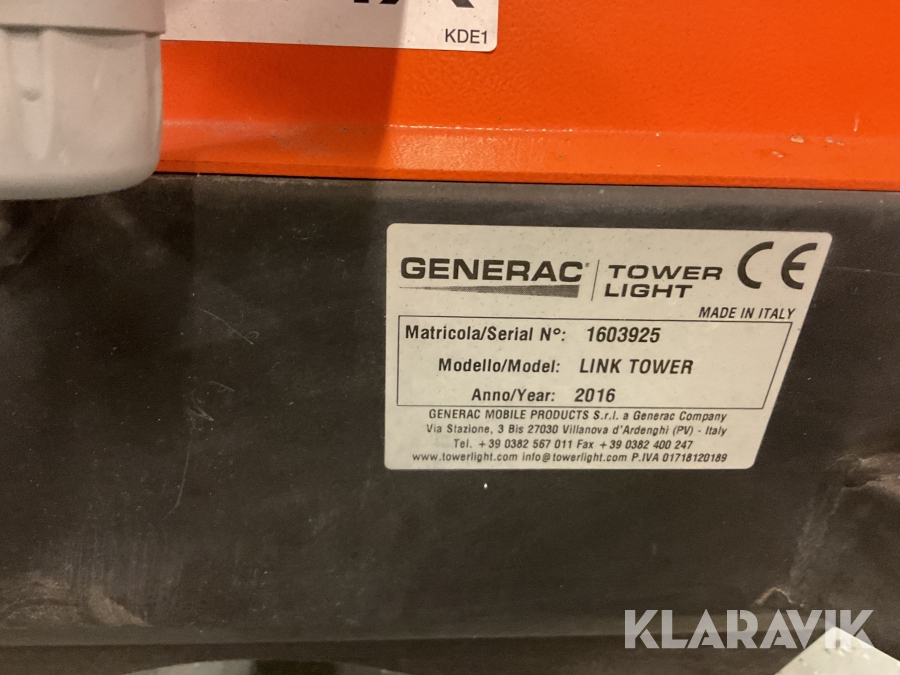 KDE1
GENERAC® | TOWER LIGHT CE
MADE IN ITALY
Matricola/Serial N°: 1603925
Modello/Model: LINK TOWER
Anno/Year: 2016
GENERAC MOBILE PRODUCTS S.r.l. a Generac Company
Via Stazione, 3 Bis 27030 Villanova d'Ardenghi (PV) - Italy
Tel. +39 0382 567 011 Fax +39 0382 400 247
www.towerlight.com info@towerlight.com P.IVA 01718120189
KLARAVIK